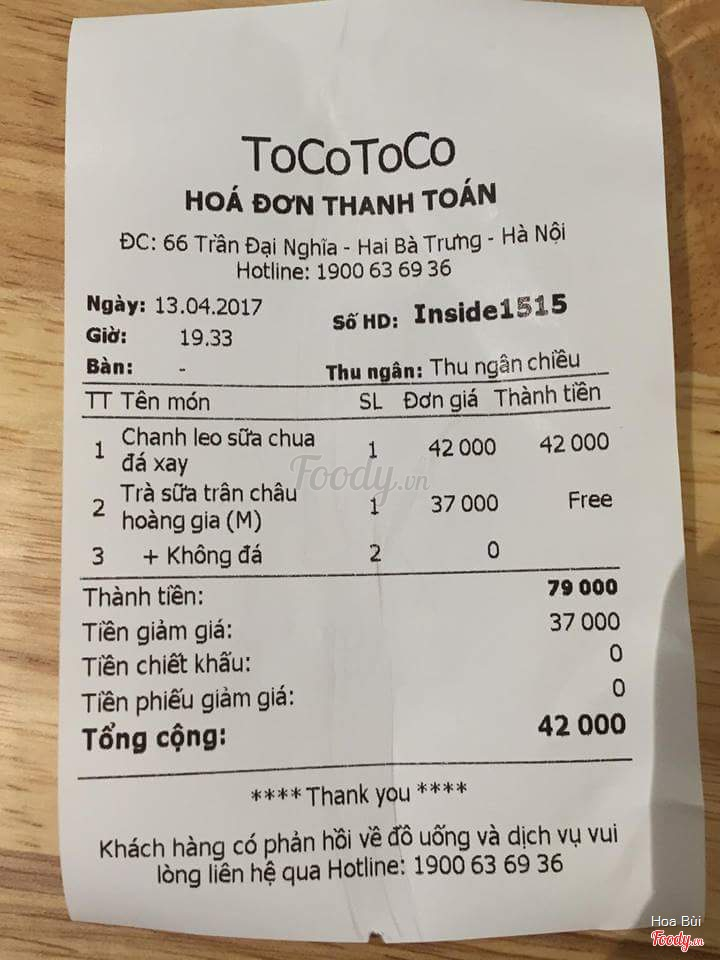 ToCoToCo
HOÁ ĐƠN THANH TOÁN
ĐC: 66 Trần Đại Nghĩa - Hai Bà Trưng - Hà Nội
Hotline: 1900 63 69 36
Ngày: 13.04.2017
Số HD: Inside1515
Giờ: 19.33
Bàn: -
Thu ngân: Thu ngân chiều
TT Tên món SL Đơn giá Thành tiền
1 Chanh leo sữa chua đá xay 1 42 000 42 000
2 Trà sữa trân châu hoàng gia (M) 1 37 000 Free
3 + Không đá 2 0
Thành tiền: 79 000
Tiền giảm giá: 37 000
Tiền chiết khấu: 0
Tiền phiếu giảm giá: 0
Tổng cộng: 42 000
**** Thank you ****
Khách hàng có phản hồi về đồ uống và dịch vụ vui
lòng liên hệ qua Hotline: 1900 63 69 36
Foody.vn
Hoa Bùi
Foody.vn